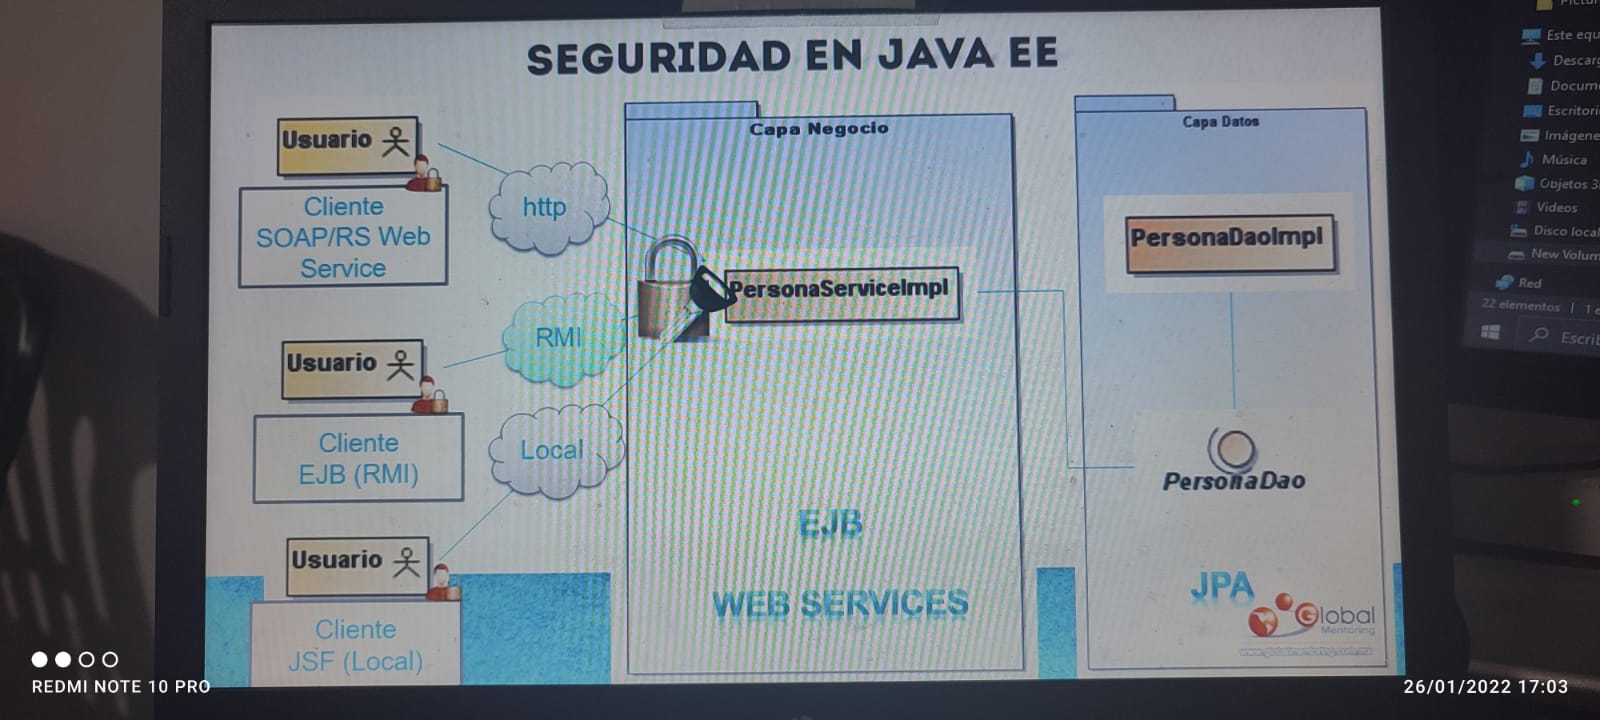 SEGURIDAD EN JAVA EE
Usuario
Cliente
SOAP/RS Web
Service
http
Usuario
Cliente
EJB (RMI)
RMI
Usuario
Cliente
JSF (Local)
Local
Capa Negocio
PersonaServiceImpl
EJB
WEB SERVICES
Capa Datos
PersonaDaoImpl
PersonaDao
JPA
Global
Mentoring
www.globalmentoring.com.mx
Este equ
Descarg
Docum
Escritori
Imágene
Música
Objetos 3
Videos
Disco local
New Volum
Red
22 elementos
Escrib
REDMI NOTE 10 PRO
26/01/2022 17:03